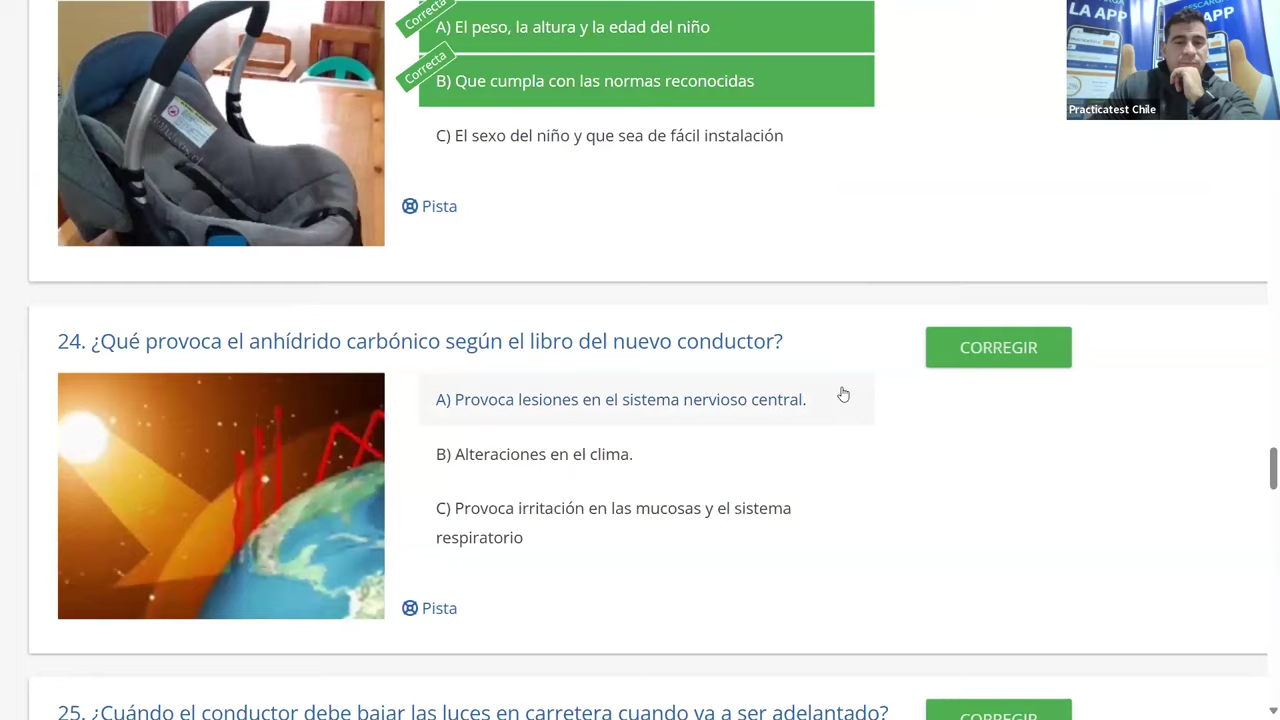 Correcta
A) El peso, la altura y la edad del niño
Correcta
B) Que cumpla con las normas reconocidas
C) El sexo del niño y que sea de fácil instalación
Pista
LA APP
APP
Practicatest Chile
24. ¿Qué provoca el anhídrido carbónico según el libro del nuevo conductor?
CORREGIR
A) Provoca lesiones en el sistema nervioso central.
B) Alteraciones en el clima.
C) Provoca irritación en las mucosas y el sistema
respiratorio
Pista
25. ¿Cuándo el conductor debe bajar las luces en carretera cuando va a ser adelantado?
CORREGIR